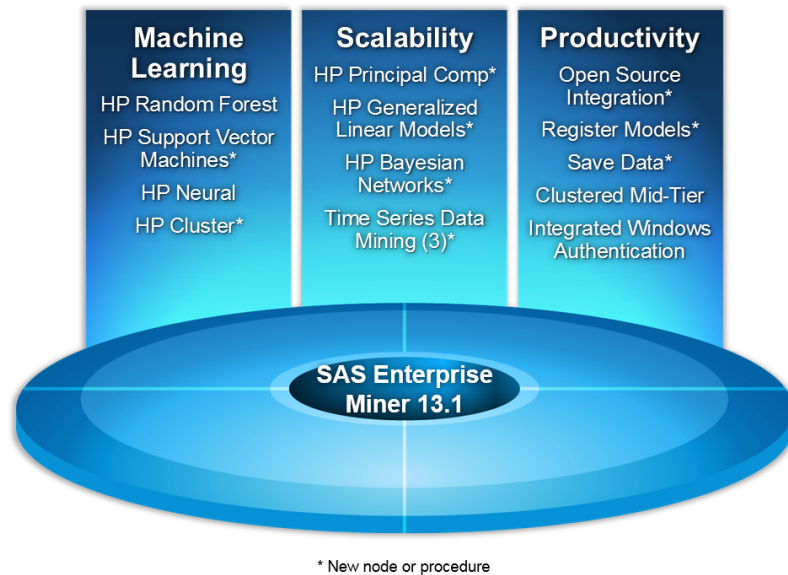 Machine
Learning
HP Random Forest
HP Support Vector
Machines*
HP Neural
HP Cluster*
Scalability
HP Principal Comp*
HP Generalized
Linear Models*
HP Bayesian
Networks*
Time Series Data
Mining (3)*
Productivity
Open Source
Integration*
Register Models*
Save Data*
Clustered Mid-Tier
Integrated Windows
Authentication
SAS Enterprise
Miner 13.1
* New node or procedure